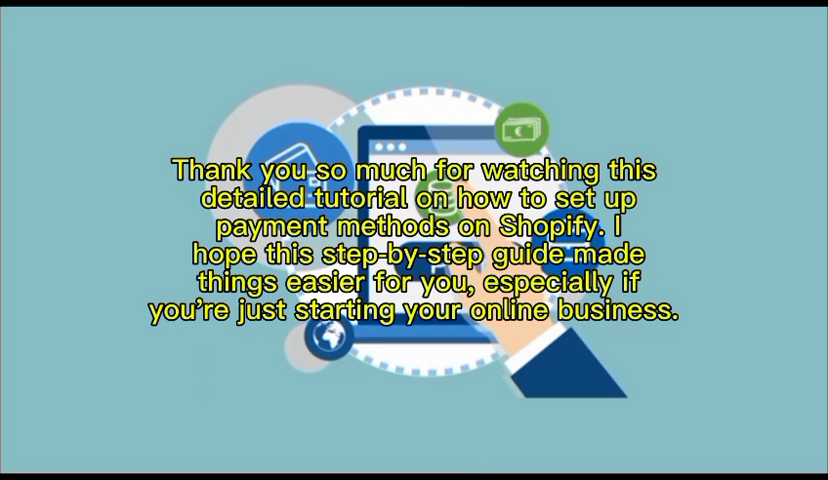 Thank you so much for watching this
detailed tutorial on how to set up
payment methods on Shopify. I
hope this step-by-step guide made
things easier for you, especially if
you're just starting your online business.